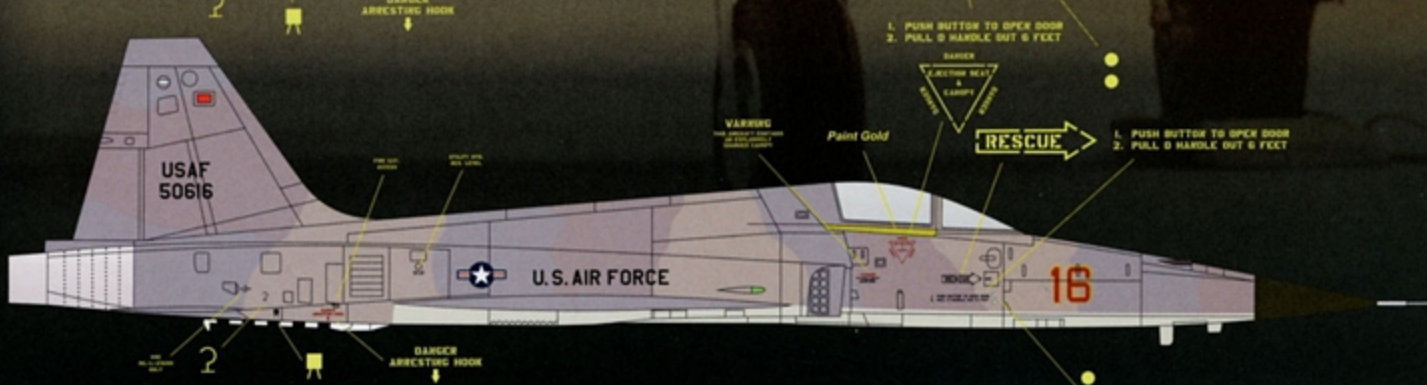 DANGER
ARRESTING HOOK
1. PUSH BUTTON TO OPEN DOOR
2. PULL D HANDLE OUT 6 FEET
DANGER
EJECTION SEAT
&
CANOPY
DANGER
DANGER
WARNING
Paint Gold
RESCUE
1. PUSH BUTTON TO OPEN DOOR
2. PULL D HANDLE OUT 6 FEET
USAF
50616
U.S. AIR FORCE
16
2
DANGER
ARRESTING HOOK